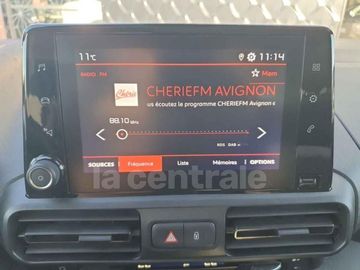 11°C 11:14
RADIO FM Mem
Chérie
CHERIEFM AVIGNON
us écoutez le programme CHERIEFM Avignon
88.10 MHz
RDS DAB
SOURCES Fréquence Liste Mémoires OPTIONS
la centrale